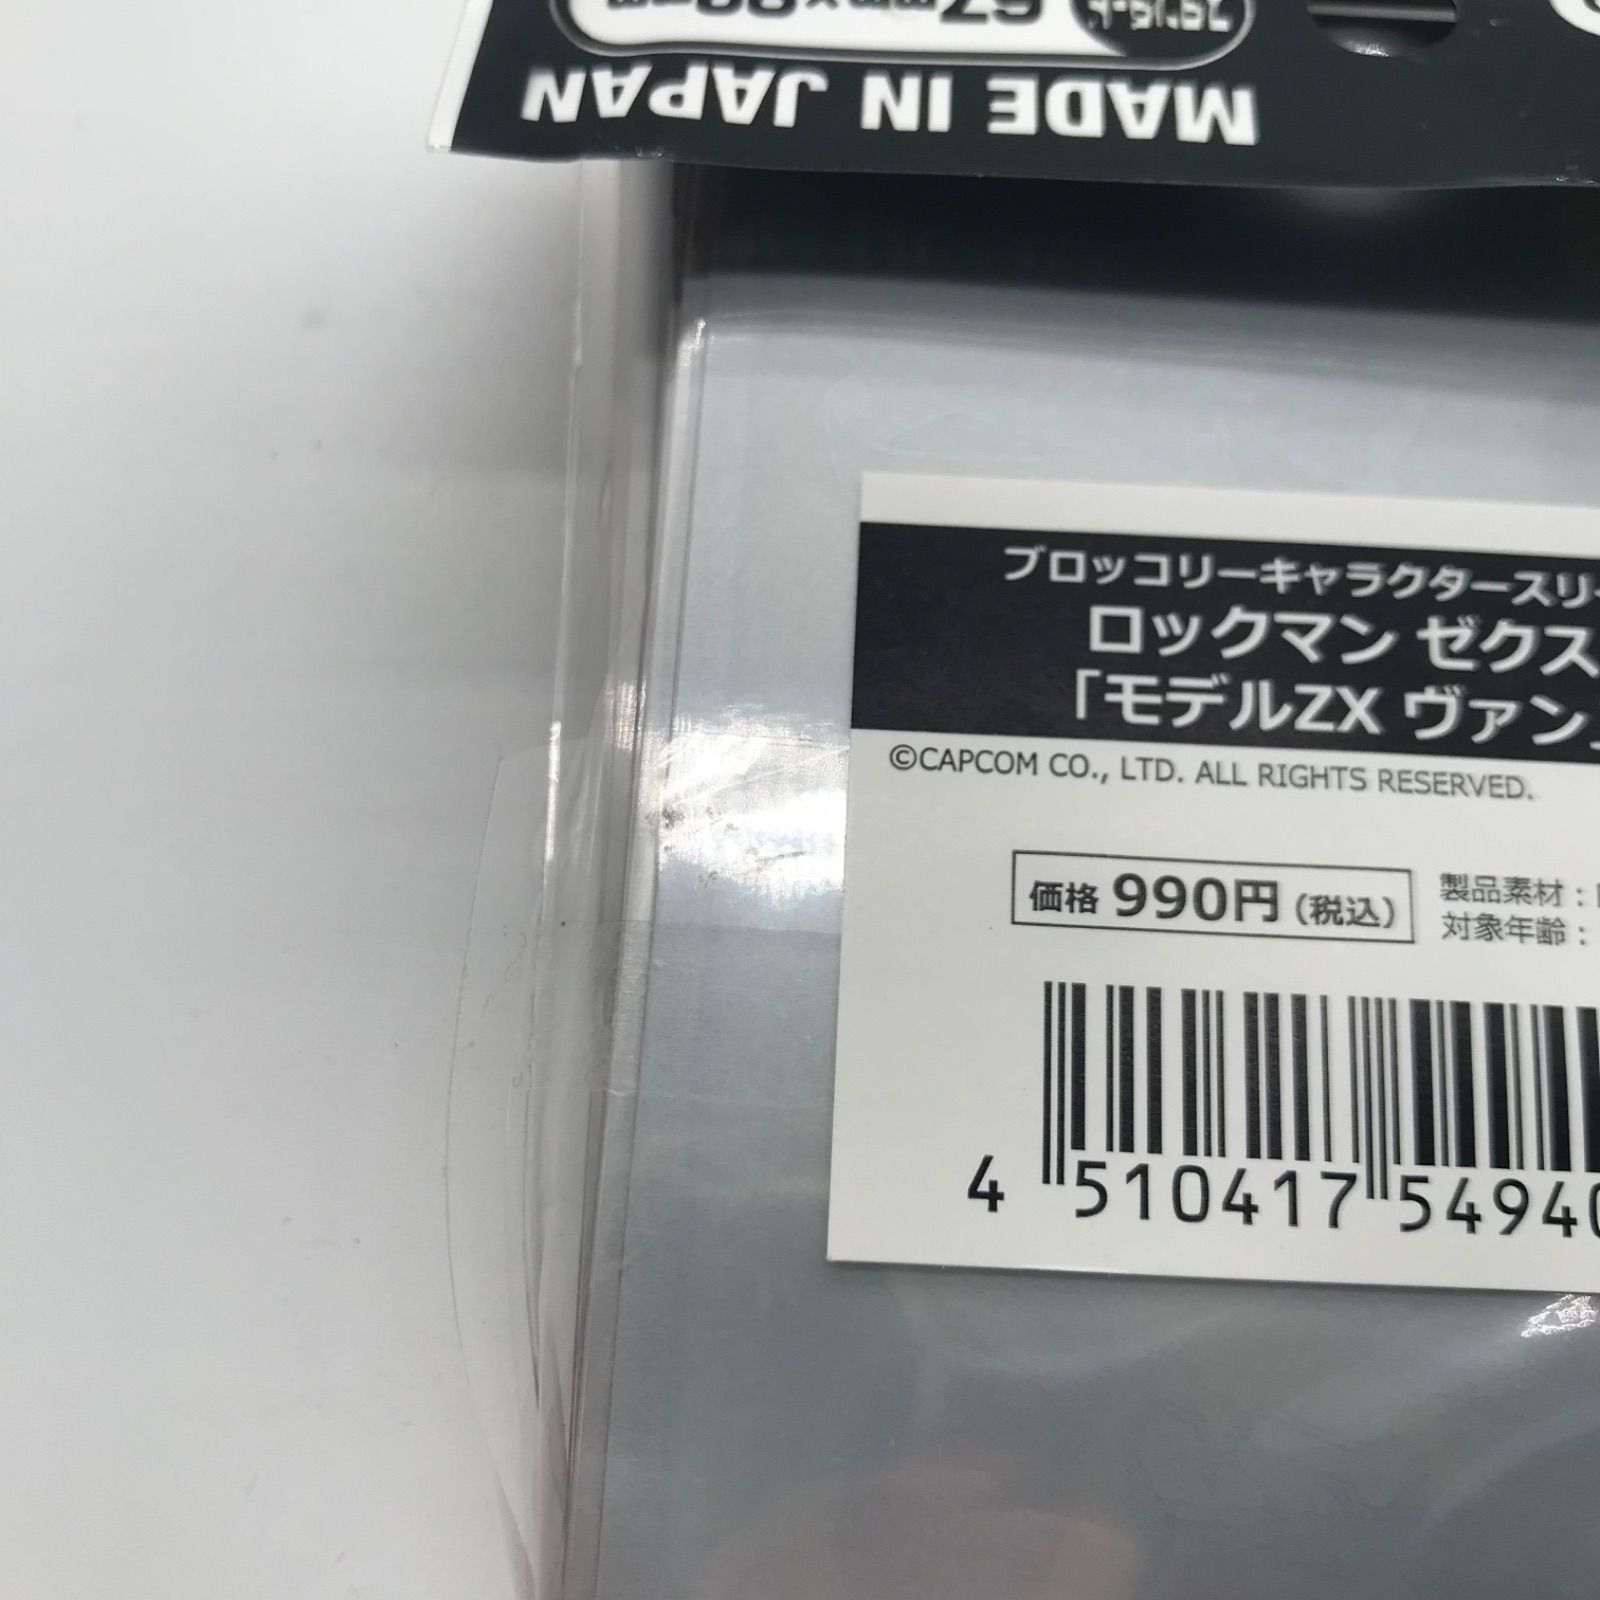 MADE IN JAPAN
ブロッコリーキャラクタースリー
ロックマン ゼクス
「モデルZX ヴァン」
©CAPCOM CO., LTD. ALL RIGHTS RESERVED.
価格 990円(税込)
製品素材:
対象年齢:
4 510417 54940